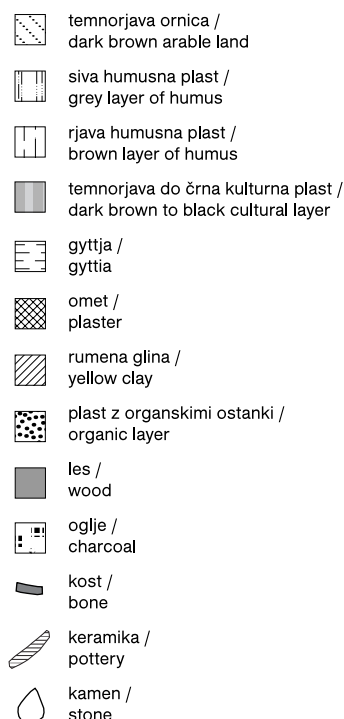 temnorjava ornica /
dark brown arable land
siva humusna plast /
grey layer of humus
rjava humusna plast /
brown layer of humus
temnorjava do črna kulturna plast /
dark brown to black cultural layer
gyttja /
gyttia
omet /
plaster
rumena glina /
yellow clay
plast z organskimi ostanki /
organic layer
les /
wood
oglje /
charcoal
kost /
bone
keramika /
pottery
kamen /
stone